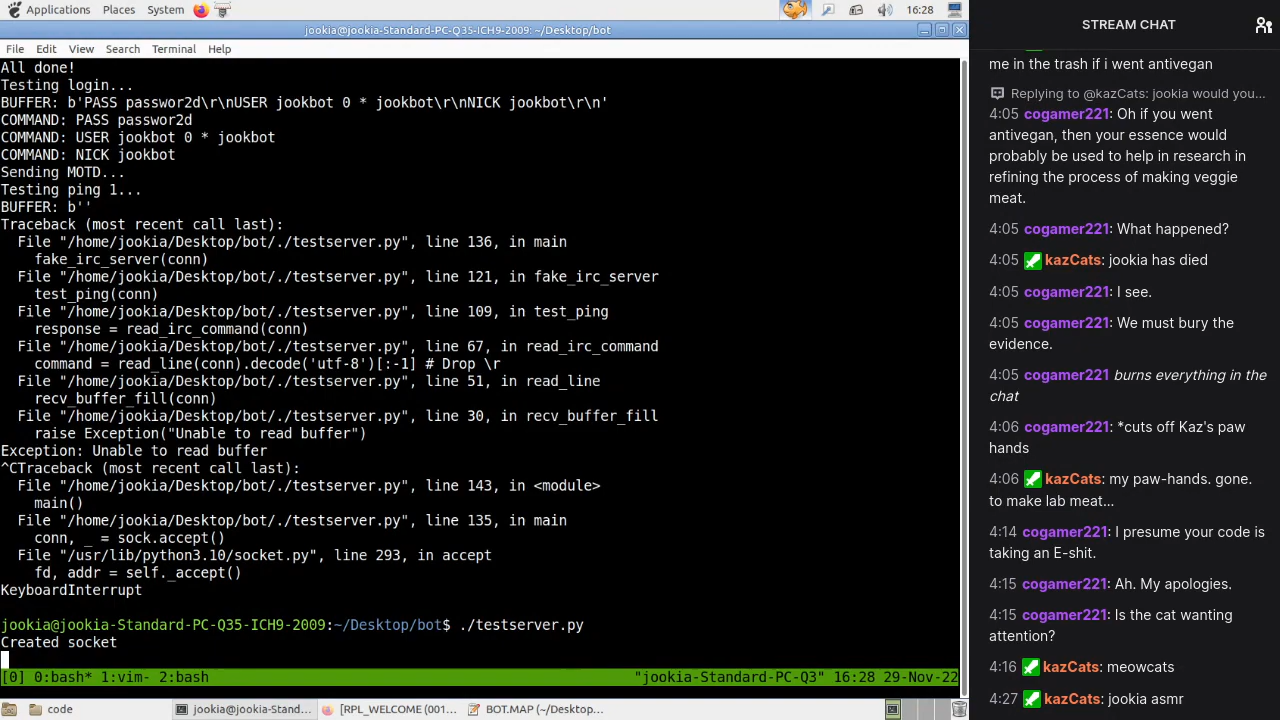 Applications Places System 16:28
jookia@jookia-Standard-PC-Q35-ICH9-2009: ~/Desktop/bot
File Edit View Search Terminal Help
All done!
Testing login...
BUFFER: b'PASS passwor2d\r\nUSER jookbot 0 * jookbot\r\nNICK jookbot\r\n'
COMMAND: PASS passwor2d
COMMAND: USER jookbot 0 * jookbot
COMMAND: NICK jookbot
Sending MOTD...
Testing ping 1...
BUFFER: b''
Traceback (most recent call last):
  File "/home/jookia/Desktop/bot/./testserver.py", line 136, in main
    fake_irc_server(conn)
  File "/home/jookia/Desktop/bot/./testserver.py", line 121, in fake_irc_server
    test_ping(conn)
  File "/home/jookia/Desktop/bot/./testserver.py", line 109, in test_ping
    response = read_irc_command(conn)
  File "/home/jookia/Desktop/bot/./testserver.py", line 67, in read_irc_command
    command = read_line(conn).decode('utf-8')[:-1] # Drop \r
  File "/home/jookia/Desktop/bot/./testserver.py", line 51, in read_line
    recv_buffer_fill(conn)
  File "/home/jookia/Desktop/bot/./testserver.py", line 30, in recv_buffer_fill
    raise Exception("Unable to read buffer")
Exception: Unable to read buffer
^CTraceback (most recent call last):
  File "/home/jookia/Desktop/bot/./testserver.py", line 143, in <module>
    main()
  File "/home/jookia/Desktop/bot/./testserver.py", line 135, in main
    conn, _ = sock.accept()
  File "/usr/lib/python3.10/socket.py", line 293, in accept
    fd, addr = self._accept()
KeyboardInterrupt
jookia@jookia-Standard-PC-Q35-ICH9-2009:~/Desktop/bot$ ./testserver.py
Created socket
[0] 0:bash* 1:vim- 2:bash "jookia-Standard-PC-Q3" 16:28 29-Nov-22
code jookia@jookia-Stand... [RPL_WELCOME (001... BOT.MAP (~/Desktop...
STREAM CHAT
me in the trash if i went antivegan
Replying to @kazCats: jookia would you...
4:05 cogamer221: Oh if you went
antivegan, then your essence would
probably be used to help in research in
refining the process of making veggie
meat.
4:05 cogamer221: What happened?
4:05 kazCats: jookia has died
4:05 cogamer221: I see.
4:05 cogamer221: We must bury the
evidence.
4:05 cogamer221 burns everything in the
chat
4:06 cogamer221: *cuts off Kaz's paw
hands
4:06 kazCats: my paw-hands. gone.
to make lab meat...
4:14 cogamer221: I presume your code is
taking an E-shit.
4:15 cogamer221: Ah. My apologies.
4:15 cogamer221: Is the cat wanting
attention?
4:16 kazCats: meowcats
4:27 kazCats: jookia asmr